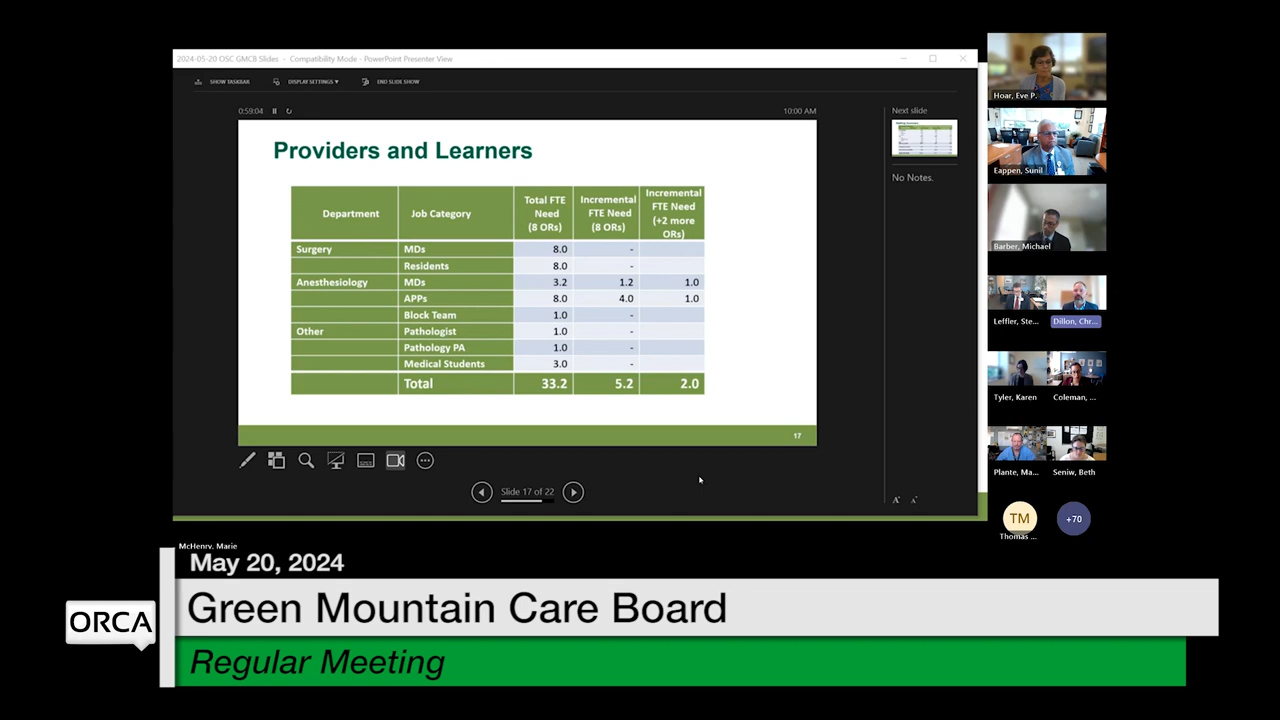 2024-05-20 OSC GMCB Slides - Compatibility Mode - PowerPoint Presenter View
SHOW TASKBAR DISPLAY SETTINGS ▾ END SLIDE SHOW
0:59:04 10:00 AM
Next slide
No Notes.
Providers and Learners
Department Job Category Total FTE Need (8 ORs) Incremental FTE Need (8 ORs) Incremental FTE Need (+2 more ORs)
Surgery MDs 8.0 -
Residents 8.0 -
Anesthesiology MDs 3.2 1.2 1.0
APPs 8.0 4.0 1.0
Block Team 1.0 -
Other Pathologist 1.0 -
Pathology PA 1.0 -
Medical Students 3.0 -
Total 33.2 5.2 2.0
17
Slide 17 of 22
Hoar, Eve P.
Eappen, Sunil
Barber, Michael
Leffler, Ste... Dillon, Chr...
Tyler, Karen Coleman, ...
Plante, Ma... Seniw, Beth
TM +70
Thomas ...
McHenry, Marie
May 20, 2024
ORCA
Green Mountain Care Board
Regular Meeting